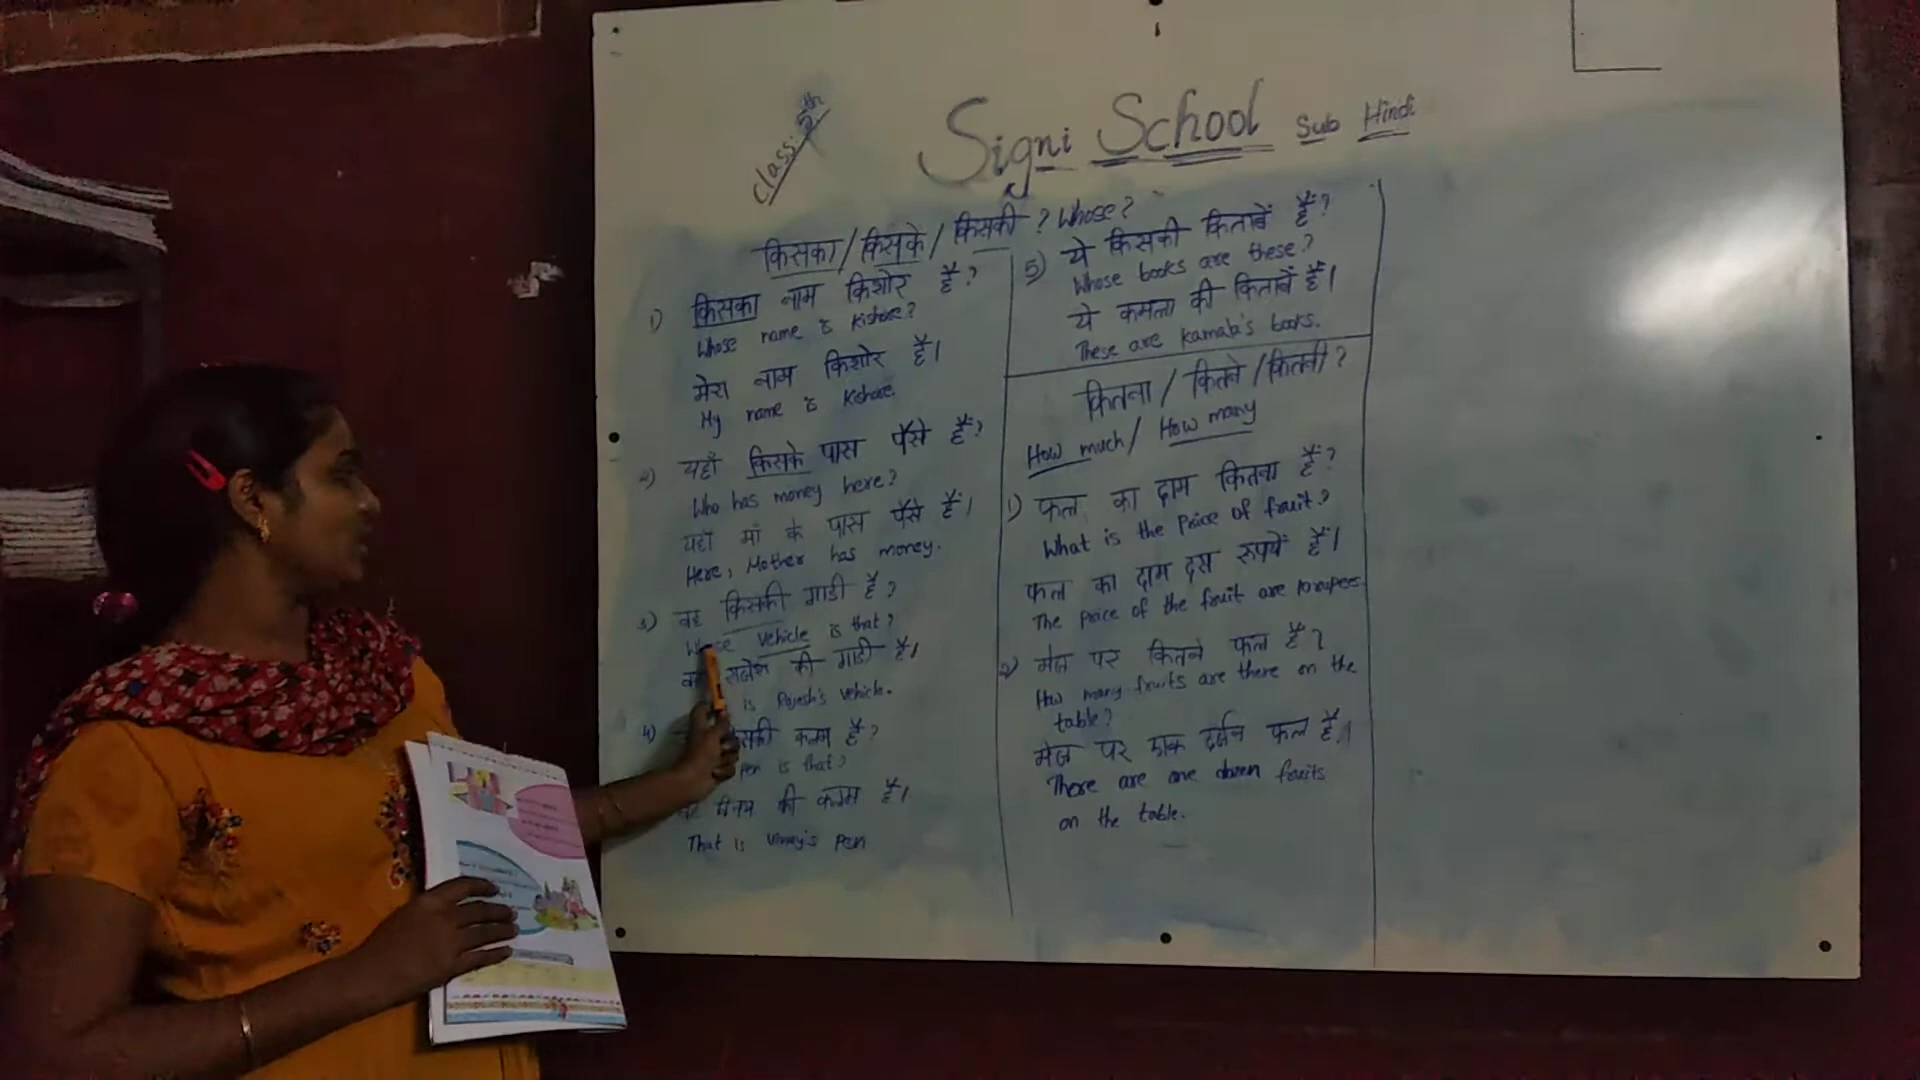 Class: 5th
Signi School Sub Hindi
किसका / किसके / किसकी ? Whose?
1) किसका नाम किशोर है?
Whose name is Kishore?
मेरा नाम किशोर है।
My name is Kishore.
2) यहाँ किसके पास पैसे हैं?
Who has money here?
यहाँ माँ के पास पैसे हैं।
Here, Mother has money.
3) वह किसकी गाडी है?
Whose vehicle is that?
राजेश की गाडी है।
is Rajesh's vehicle.
4) कलम है?
Pen is that?
की कलम है।
That is Vinay's Pen
5) ये किसकी किताबें हैं?
Whose books are these?
ये कमला की किताबें हैं।
These are Kamala's books.
कितना / कितने / कितनी ?
How much / How many
1) फल का दाम कितना है?
What is the Price of fruit?
फल का दाम दस रूपयें हैं।
The Price of the fruit are 10 rupees
2) मेज पर कितने फल हैं?
How many fruits are there on the
table?
मेज पर एक दर्जन फल हैं।
There are one dozen fruits
on the table.